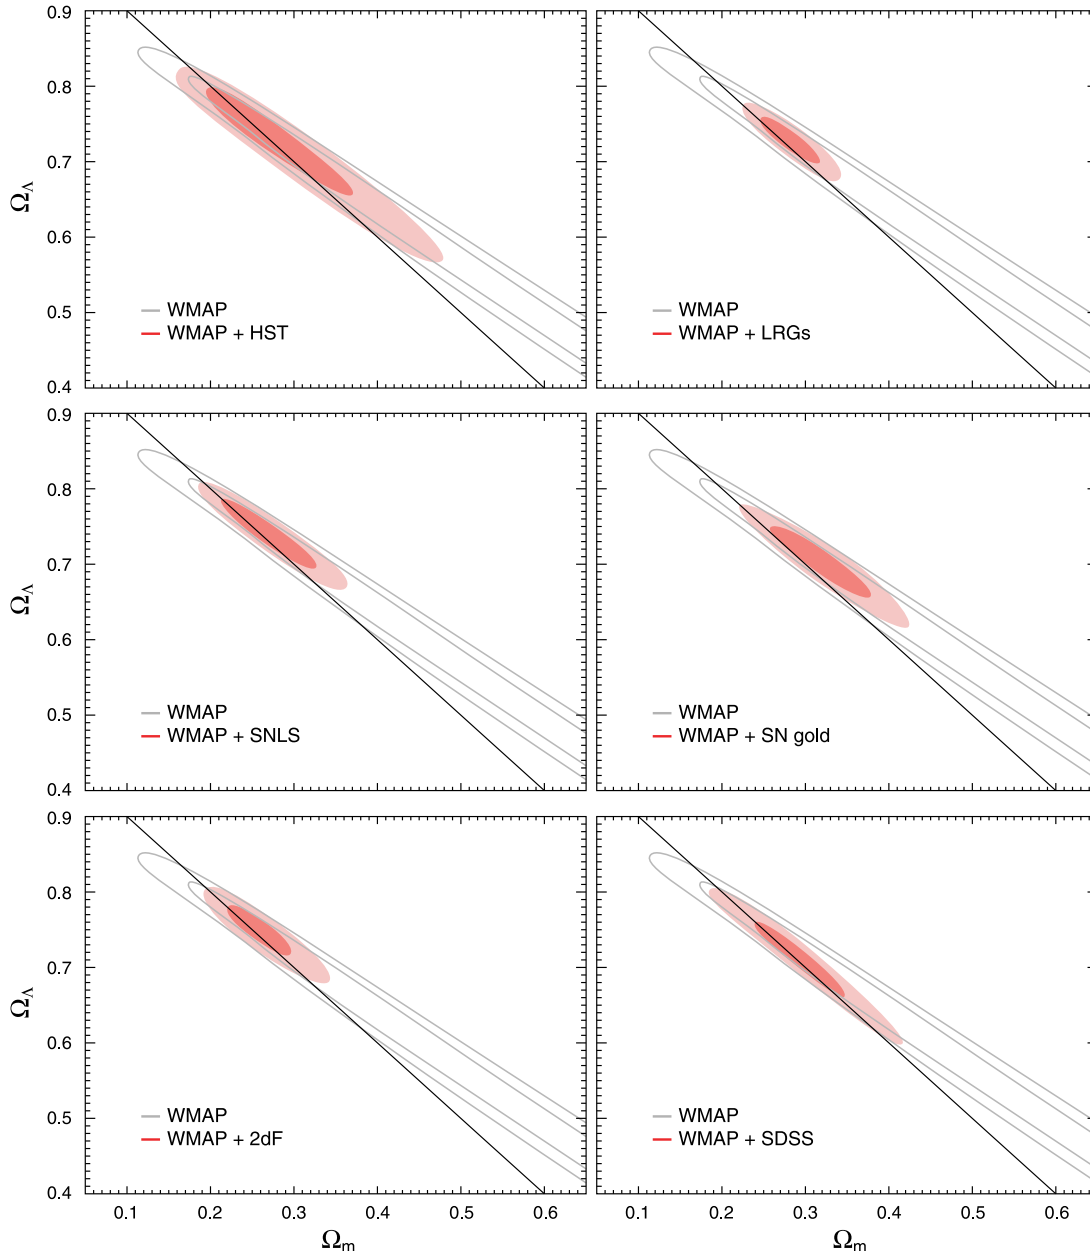 0.9
0.8
0.7
0.6
0.5
0.4
Ω_Λ
WMAP
WMAP + HST
WMAP
WMAP + LRGs
0.9
0.8
0.7
0.6
0.5
0.4
Ω_Λ
WMAP
WMAP + SNLS
WMAP
WMAP + SN gold
0.9
0.8
0.7
0.6
0.5
0.4
Ω_Λ
WMAP
WMAP + 2dF
WMAP
WMAP + SDSS
0.1 0.2 0.3 0.4 0.5 0.6
0.1 0.2 0.3 0.4 0.5 0.6
Ω_m
Ω_m